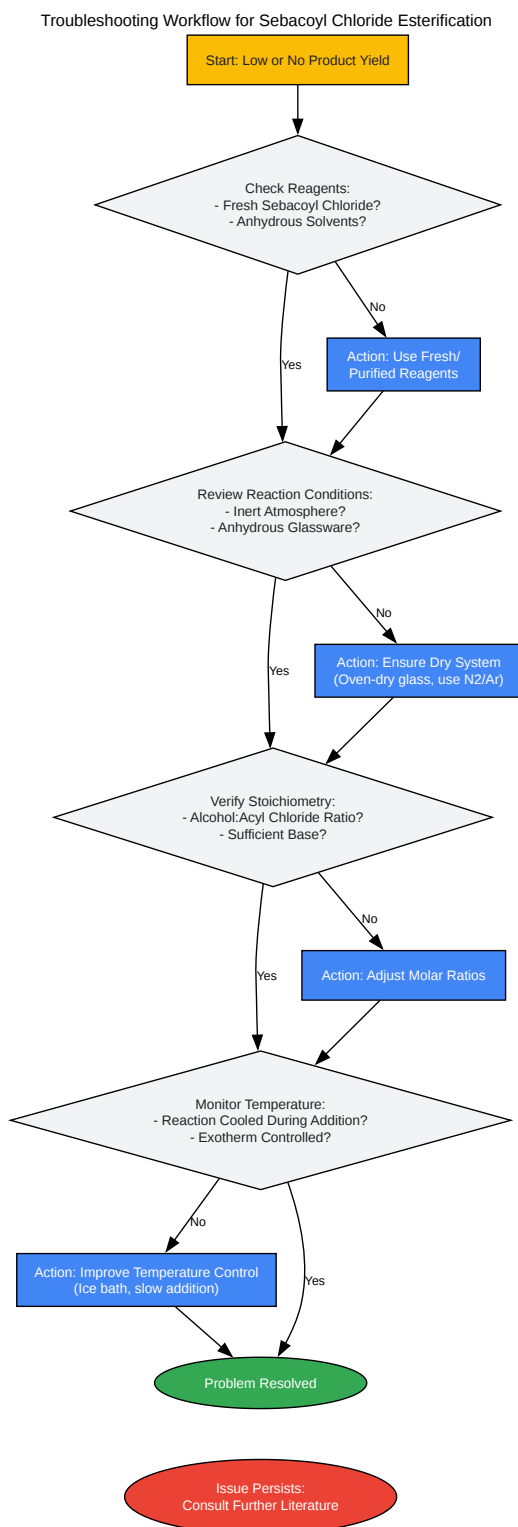 Troubleshooting Workflow for Sebacoyl Chloride Esterification
Start: Low or No Product Yield
Check Reagents:
- Fresh Sebacoyl Chloride?
- Anhydrous Solvents?
No
Yes
Action: Use Fresh/
Purified Reagents
Review Reaction Conditions:
- Inert Atmosphere?
- Anhydrous Glassware?
No
Yes
Action: Ensure Dry System
(Oven-dry glass, use N2/Ar)
Verify Stoichiometry:
- Alcohol:Acyl Chloride Ratio?
- Sufficient Base?
No
Yes
Action: Adjust Molar Ratios
Monitor Temperature:
- Reaction Cooled During Addition?
- Exotherm Controlled?
No
Action: Improve Temperature Control
(Ice bath, slow addition)
Yes
Problem Resolved
Issue Persists:
Consult Further Literature